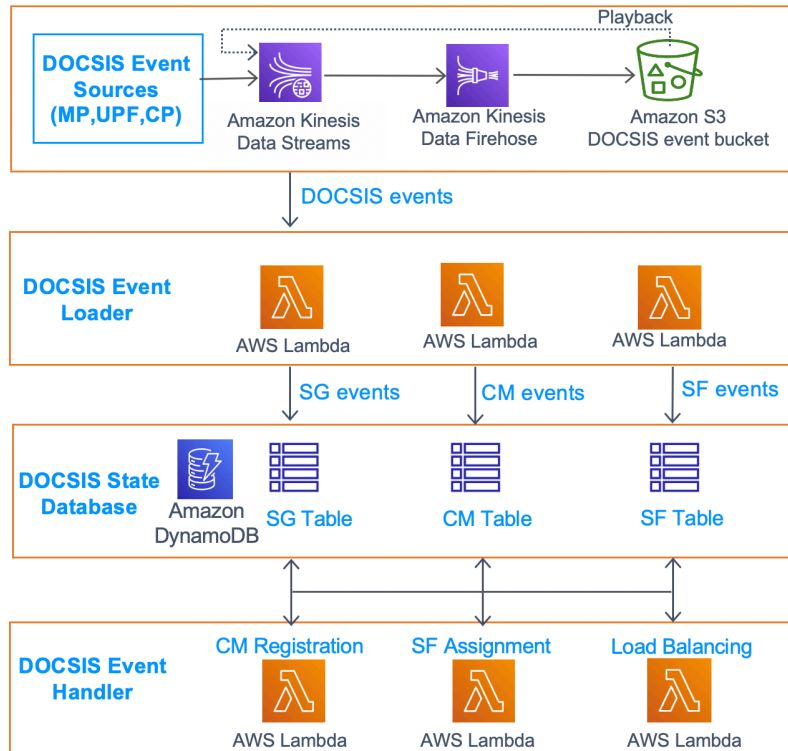 Playback
DOCSIS Event
Sources
(MP,UPF,CP)
Amazon Kinesis
Data Streams
Amazon Kinesis
Data Firehose
Amazon S3
DOCSIS event bucket
DOCSIS events
DOCSIS Event
Loader
AWS Lambda
AWS Lambda
AWS Lambda
SG events
CM events
SF events
DOCSIS State
Database
Amazon
DynamoDB
SG Table
CM Table
SF Table
DOCSIS Event
Handler
CM Registration
SF Assignment
Load Balancing
AWS Lambda
AWS Lambda
AWS Lambda